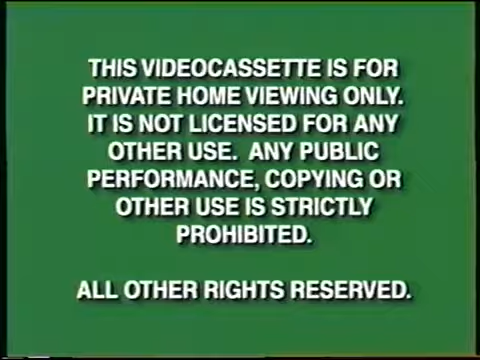 THIS VIDEOCASSETTE IS FOR
PRIVATE HOME VIEWING ONLY.
IT IS NOT LICENSED FOR ANY
OTHER USE.  ANY PUBLIC
PERFORMANCE, COPYING OR
OTHER USE IS STRICTLY
PROHIBITED.
ALL OTHER RIGHTS RESERVED.